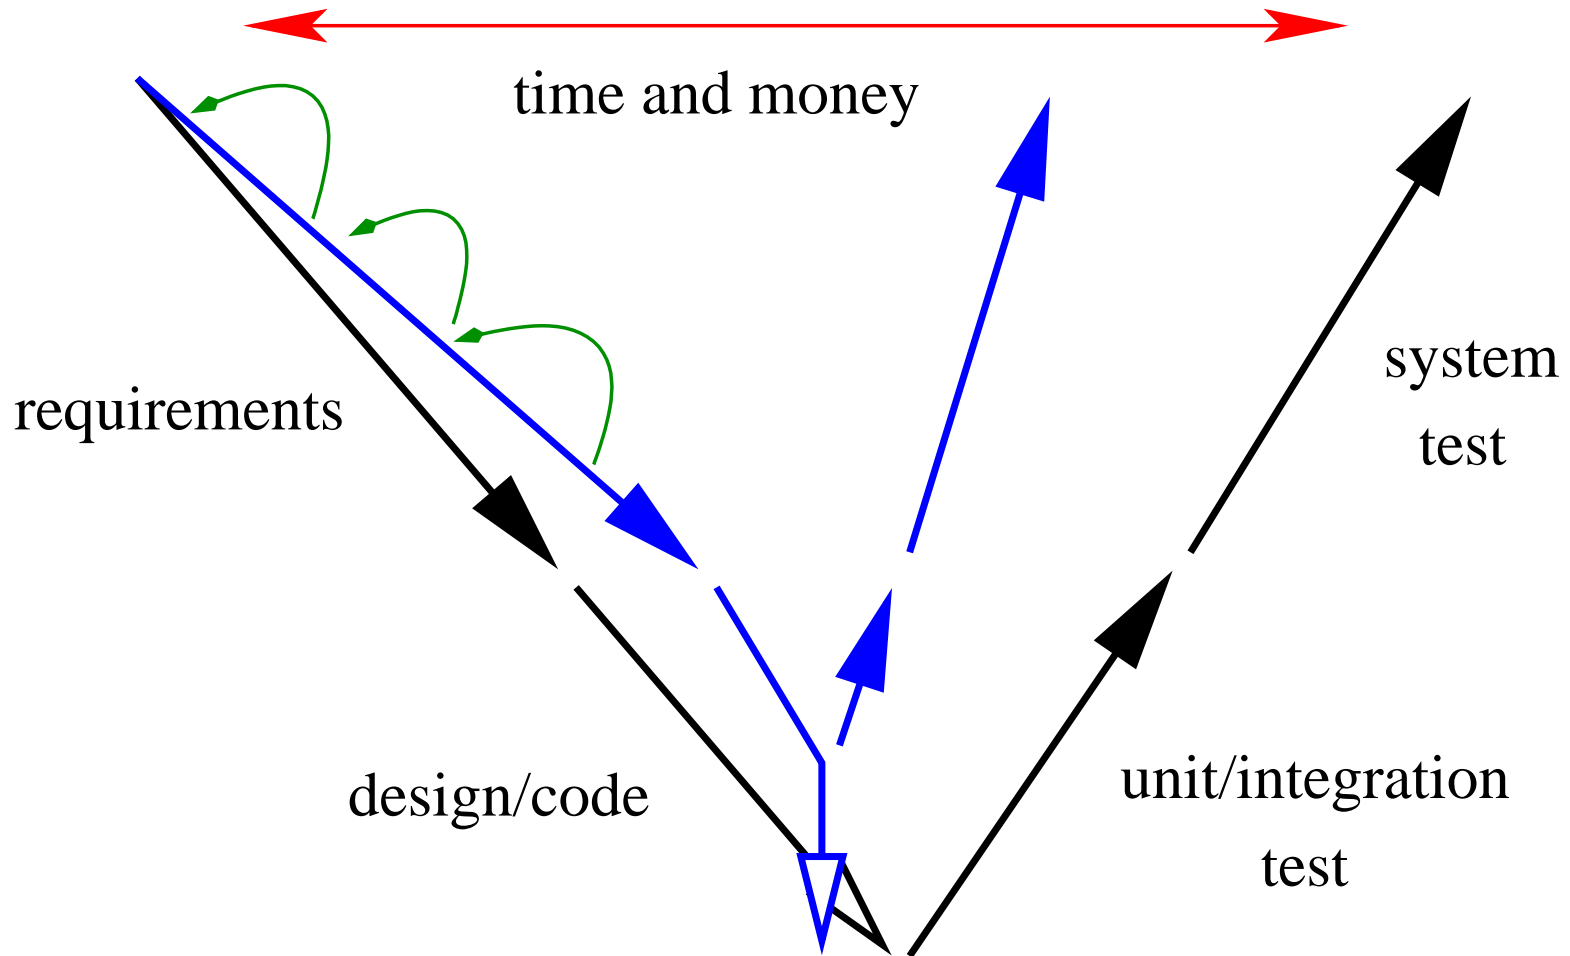 time and money
requirements
system
test
design/code
unit/integration
test